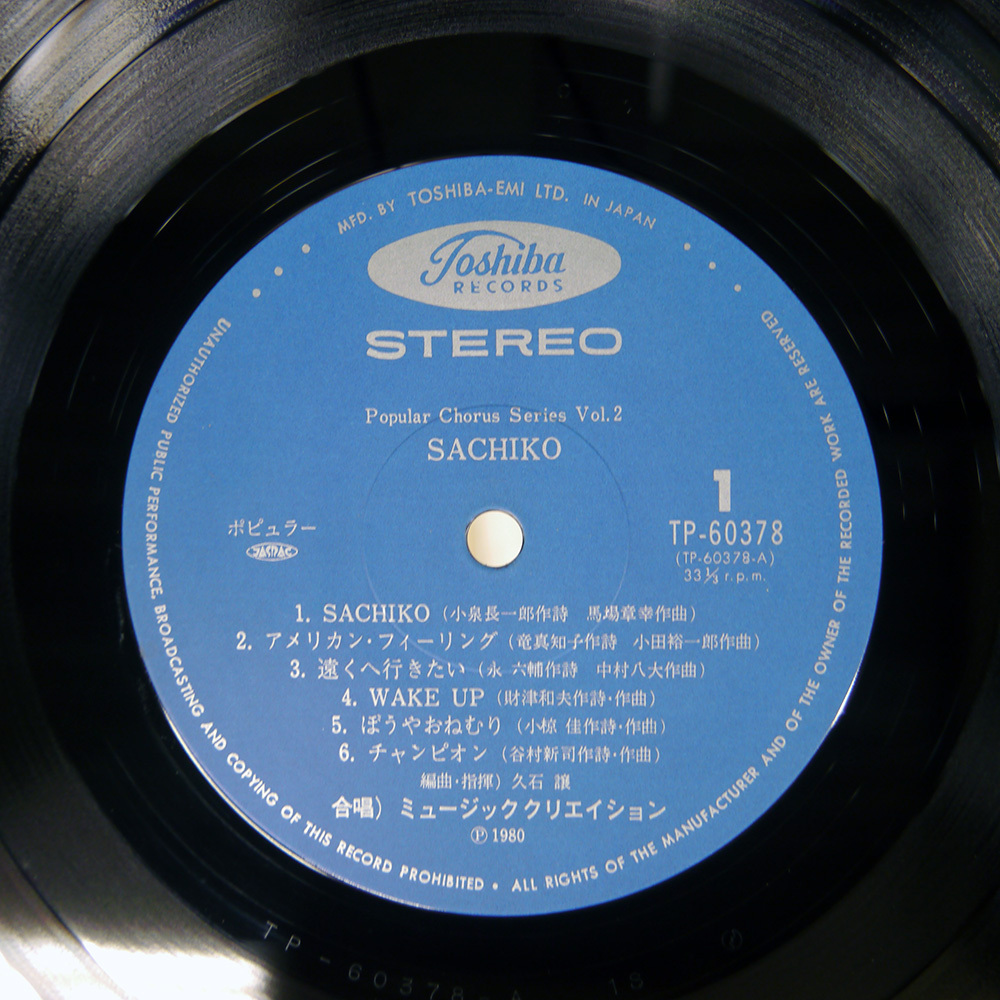 MFD. BY TOSHIBA-EMI LTD. IN JAPAN
Toshiba
RECORDS
STEREO
Popular Chorus Series Vol.2
SACHIKO
1
ポピュラー
JASRAC
TP-60378
(TP-60378-A)
33⅓ r.p.m.
1. SACHIKO (小泉長一郎作詩 馬場章幸作曲)
2. アメリカン・フィーリング (竜真知子作詩 小田裕一郎作曲)
3. 遠くへ行きたい (永 六輔作詩 中村八大作曲)
4. WAKE UP (財津和夫作詩・作曲)
5. ぼうやおねむり (小椋 佳作詩・作曲)
6. チャンピオン (谷村新司作詩・作曲)
編曲・指揮) 久石 譲
合唱) ミュージッククリエイション
Ⓟ 1980
UNAUTHORIZED PUBLIC PERFORMANCE, BROADCASTING AND COPYING OF THIS RECORD PROHIBITED • ALL RIGHTS OF THE MANUFACTURER AND OF THE OWNER OF THE RECORDED WORK ARE RESERVED
TP-60378-A 1S